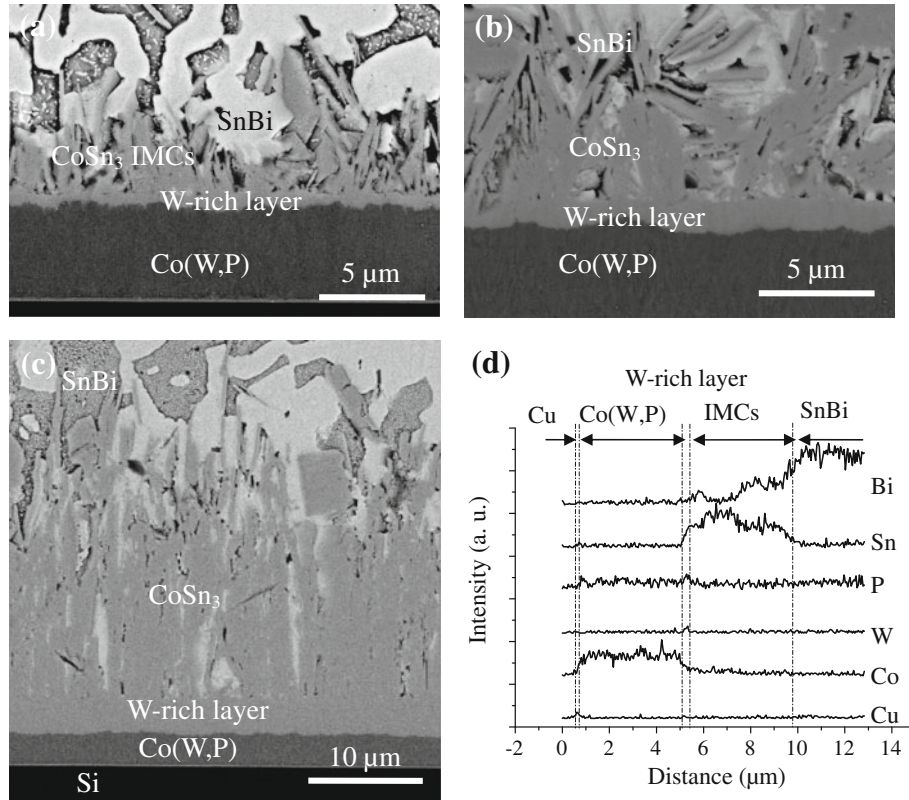 (a)
SnBi
CoSn₃ IMCs
W-rich layer
Co(W,P)
5 μm
(b)
SnBi
CoSn₃
W-rich layer
Co(W,P)
5 μm
(c)
SnBi
CoSn₃
W-rich layer
Co(W,P)
10 μm
Si
(d)
W-rich layer
Cu Co(W,P) IMCs SnBi
Bi
Sn
P
W
Co
Cu
Intensity (a. u.)
-2 0 2 4 6 8 10 12 14
Distance (μm)